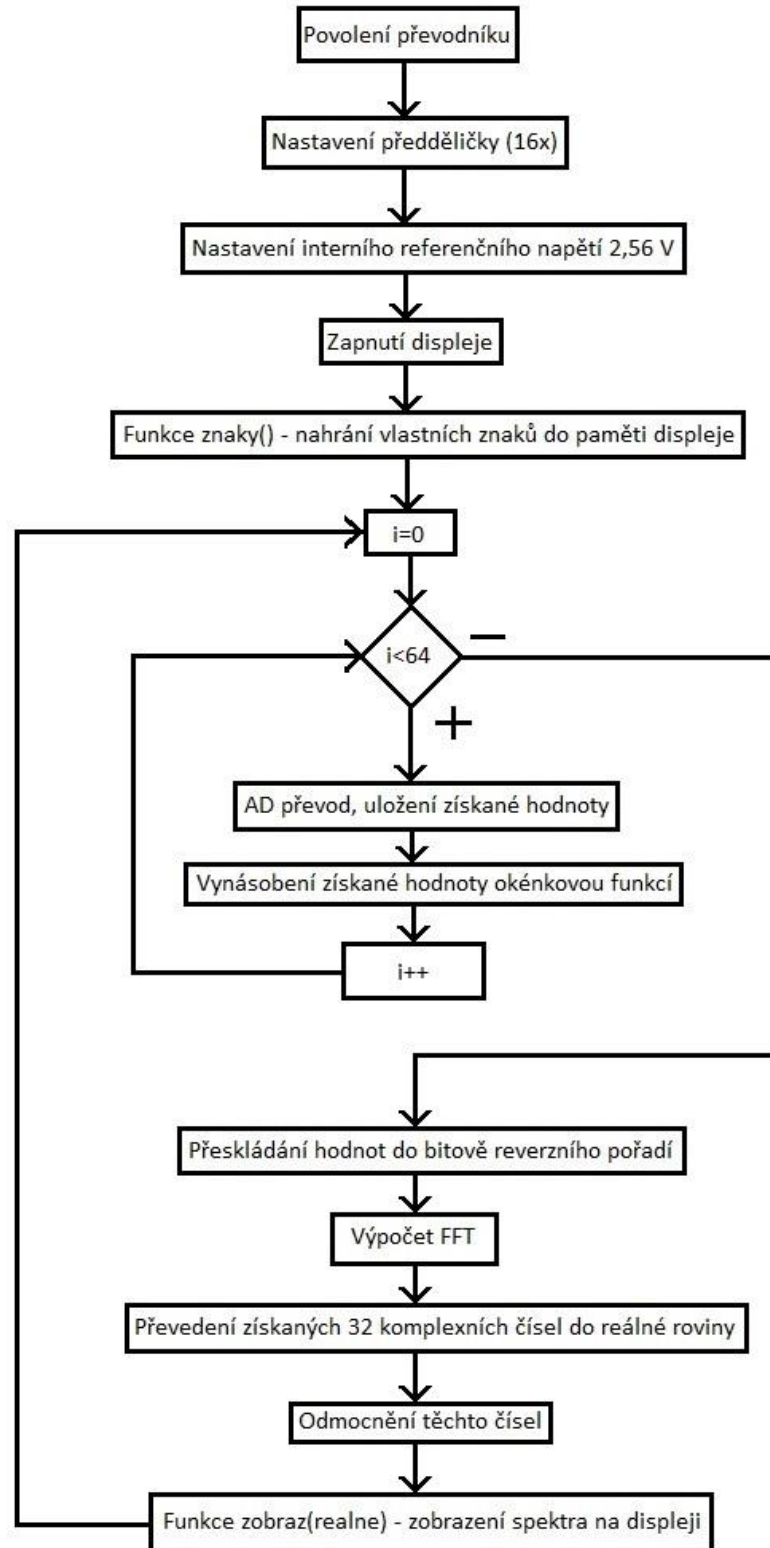 Povolení převodníku
Nastavení předděličky (16x)
Nastavení interního referenčního napětí 2,56 V
Zapnutí displeje
Funkce znaky() - nahrání vlastních znaků do paměti displeje
i=0
i<64
−
+
AD převod, uložení získané hodnoty
Vynásobení získané hodnoty okénkovou funkcí
i++
Přeskládání hodnot do bitově reverzního pořadí
Výpočet FFT
Převedení získaných 32 komplexních čísel do reálné roviny
Odmocnění těchto čísel
Funkce zobraz(realne) - zobrazení spektra na displeji